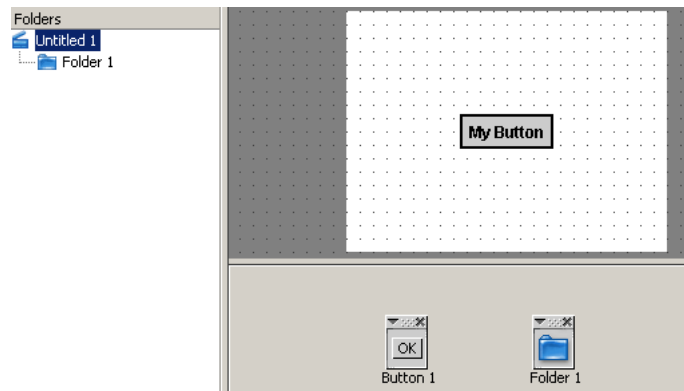 Folders
Untitled 1
Folder 1
My Button
OK
Button 1
Folder 1